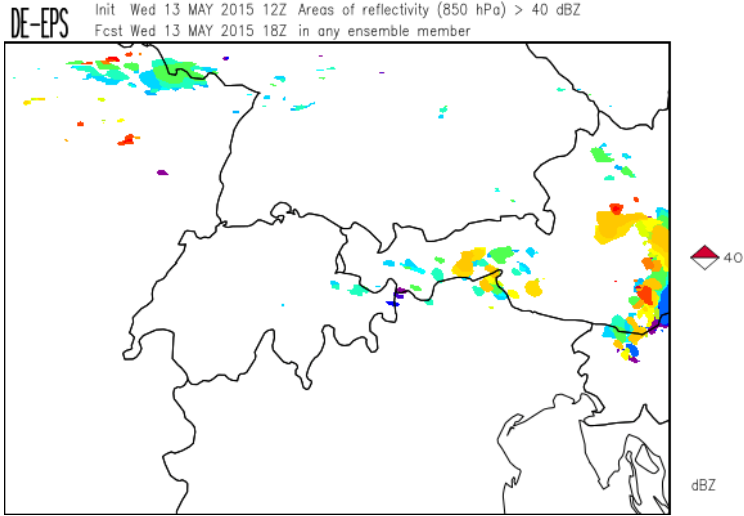 DE-EPS
Init Wed 13 MAY 2015 12Z Areas of reflectivity (850 hPa) > 40 dBZ
Fcst Wed 13 MAY 2015 18Z in any ensemble member
40
dBZ